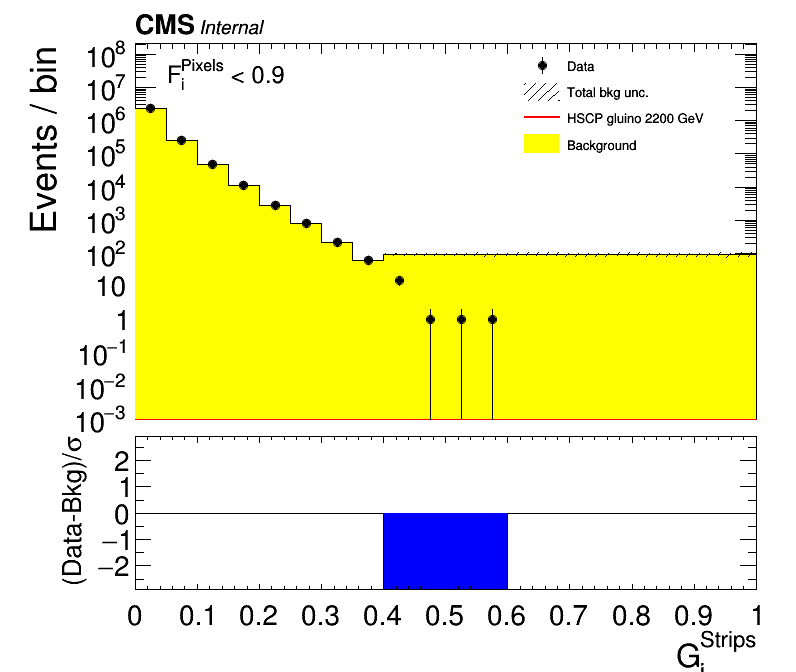 CMS Internal
Events / bin
10⁸
10⁷
10⁶
10⁵
10⁴
10³
10²
10
1
10⁻¹
10⁻²
10⁻³
F_i^Pixels < 0.9
Data
Total bkg unc.
HSCP gluino 2200 GeV
Background
(Data-Bkg)/σ
2
1
0
−1
−2
0 0.1 0.2 0.3 0.4 0.5 0.6 0.7 0.8 0.9 1
G_i^Strips